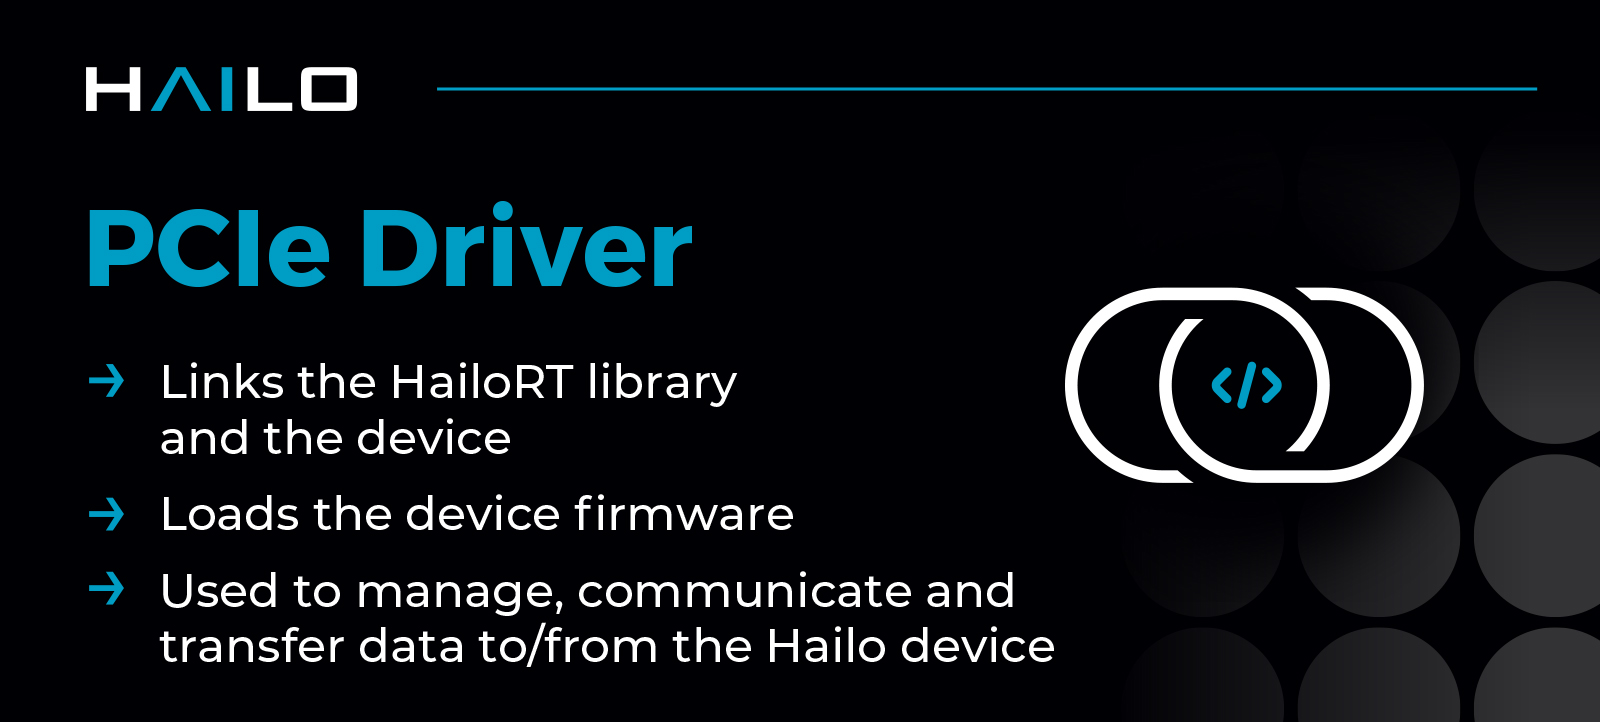 HAILO
PCIe Driver
Links the HailoRT library
and the device
Loads the device firmware
Used to manage, communicate and
transfer data to/from the Hailo device
</>